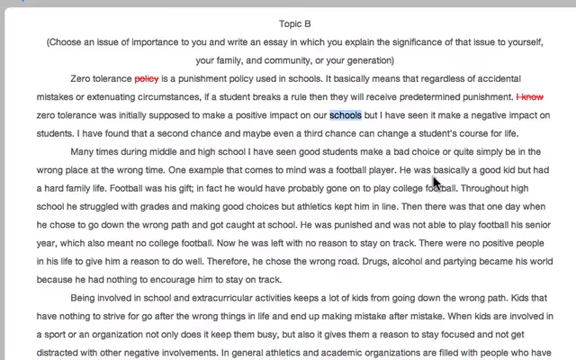 Topic B
(Choose an issue of importance to you and write an essay in which you explain the significance of that issue to yourself,
your family, and community, or your generation)
Zero tolerance policy is a punishment policy used in schools. It basically means that regardless of accidental
mistakes or extenuating circumstances, if a student breaks a rule then they will receive predetermined punishment. I know
zero tolerance was initially supposed to make a positive impact on our schools but I have seen it make a negative impact on
students. I have found that a second chance and maybe even a third chance can change a student's course for life.
Many times during middle and high school I have seen good students make a bad choice or quite simply be in the
wrong place at the wrong time. One example that comes to mind was a football player. He was basically a good kid but had
a hard family life. Football was his gift; in fact he would have probably gone on to play college football. Throughout high
school he struggled with grades and making good choices but athletics kept him in line. Then there was that one day when
he chose to go down the wrong path and got caught at school. He was punished and was not able to play football his senior
year, which also meant no college football. Now he was left with no reason to stay on track. There were no positive people
in his life to give him a reason to do well. Therefore, he chose the wrong road. Drugs, alcohol and partying became his world
because he had nothing to encourage him to stay on track.
Being involved in school and extracurricular activities keeps a lot of kids from going down the wrong path. Kids that
have nothing to strive for go after the wrong things in life and end up making mistake after mistake. When kids are involved in
a sport or an organization not only does it keep them busy, but also it gives them a reason to stay focused and not get
distracted with other negative involvements. In general athletics and academic organizations are filled with people who have